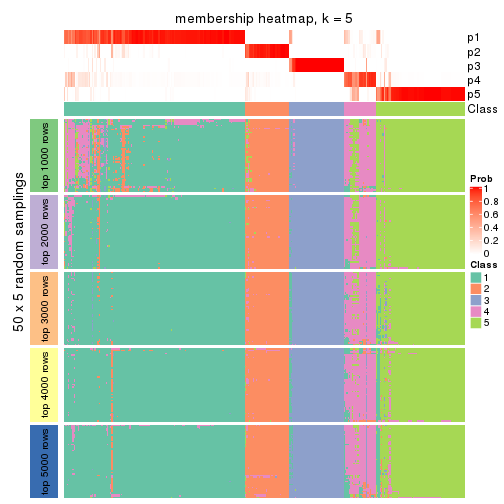 membership heatmap, k = 5
p1
p2
p3
p4
p5
Class
50 x 5 random samplings
top 1000 rows
top 2000 rows
top 3000 rows
top 4000 rows
top 5000 rows
Prob
1
0.8
0.6
0.4
0.2
0
Class
1
2
3
4
5